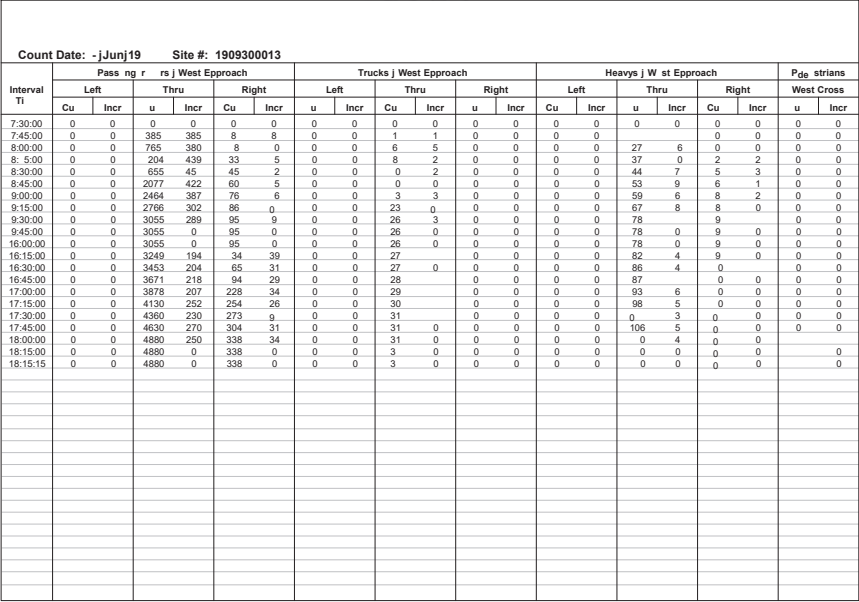 Count Date: - jJunj19 Site #: 1909300013
Pass ng r rs j West Epproach Trucks j West Epproach Heavys j W st Epproach Pde strians
Interval Ti Left Thru Right Left Thru Right Left Thru Right West Cross
Cu Incr u Incr Cu Incr u Incr Cu Incr u Incr Cu Incr u Incr Cu Incr u Incr
7:30:00 0 0 0 0 0 0 0 0 0 0 0 0 0 0 0 0 0 0 0 0
7:45:00 0 0 385 385 8 8 0 0 1 1 0 0 0 0 0 0 0 0
8:00:00 0 0 765 380 8 0 0 0 6 5 0 0 0 0 27 6 0 0 0 0
8: 5:00 0 0 204 439 33 5 0 0 8 2 0 0 0 0 37 0 2 2 0 0
8:30:00 0 0 655 45 45 2 0 0 0 2 0 0 0 0 44 7 5 3 0 0
8:45:00 0 0 2077 422 60 5 0 0 0 0 0 0 0 0 53 9 6 1 0 0
9:00:00 0 0 2464 387 76 6 0 0 3 3 0 0 0 0 59 6 8 2 0 0
9:15:00 0 0 2766 302 86 0 0 0 23 0 0 0 0 0 67 8 8 0 0 0
9:30:00 0 0 3055 289 95 9 0 0 26 3 0 0 0 0 78 9 0 0
9:45:00 0 0 3055 0 95 0 0 0 26 0 0 0 0 0 78 0 9 0 0 0
16:00:00 0 0 3055 0 95 0 0 0 26 0 0 0 0 0 78 0 9 0 0 0
16:15:00 0 0 3249 194 34 39 0 0 27 0 0 0 0 82 4 9 0 0 0
16:30:00 0 0 3453 204 65 31 0 0 27 0 0 0 0 0 86 4 0 0 0
16:45:00 0 0 3671 218 94 29 0 0 28 0 0 0 0 87 0 0 0 0
17:00:00 0 0 3878 207 228 34 0 0 29 0 0 0 0 93 6 0 0 0 0
17:15:00 0 0 4130 252 254 26 0 0 30 0 0 0 0 98 5 0 0 0 0
17:30:00 0 0 4360 230 273 9 0 0 31 0 0 0 0 0 3 0 0 0 0
17:45:00 0 0 4630 270 304 31 0 0 31 0 0 0 0 0 106 5 0 0 0 0
18:00:00 0 0 4880 250 338 34 0 0 31 0 0 0 0 0 0 4 0 0
18:15:00 0 0 4880 0 338 0 0 0 3 0 0 0 0 0 0 0 0 0 0
18:15:15 0 0 4880 0 338 0 0 0 3 0 0 0 0 0 0 0 0 0 0